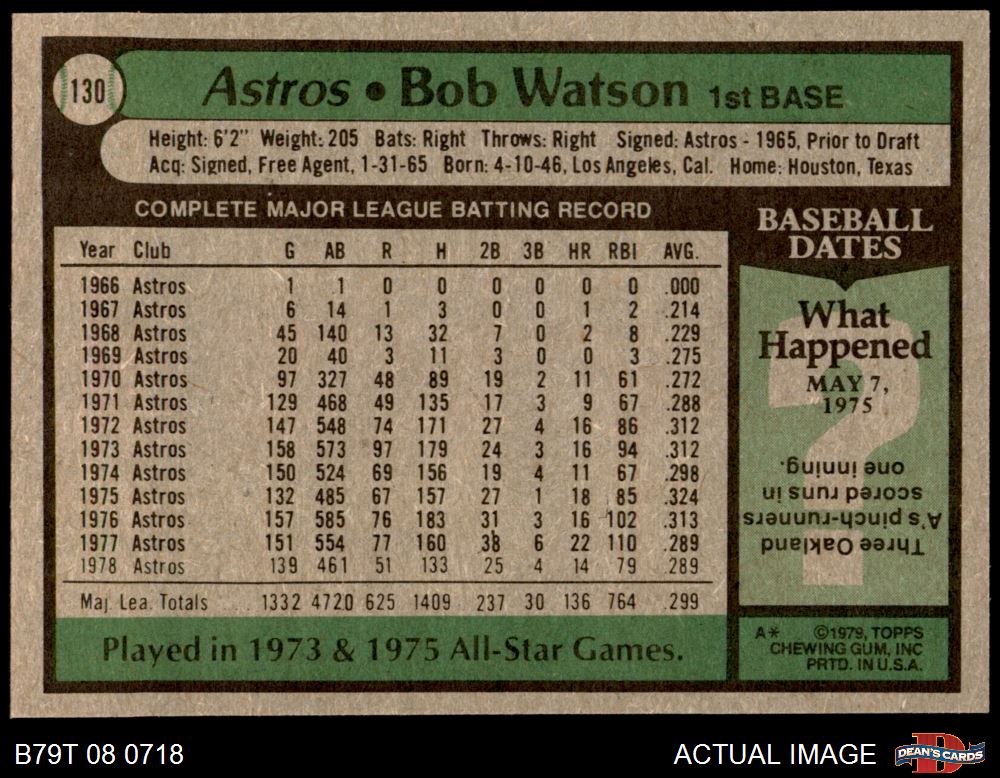 130
Astros • Bob Watson 1st BASE
Height: 6'2" Weight: 205 Bats: Right Throws: Right Signed: Astros - 1965, Prior to Draft
Acq: Signed, Free Agent, 1-31-65 Born: 4-10-46, Los Angeles, Cal. Home: Houston, Texas
COMPLETE MAJOR LEAGUE BATTING RECORD
Year Club G AB R H 2B 3B HR RBI AVG.
1966 Astros 1 1 0 0 0 0 0 0 .000
1967 Astros 6 14 1 3 0 0 1 2 .214
1968 Astros 45 140 13 32 7 0 2 8 .229
1969 Astros 20 40 3 11 3 0 0 3 .275
1970 Astros 97 327 48 89 19 2 11 61 .272
1971 Astros 129 468 49 135 17 3 9 67 .288
1972 Astros 147 548 74 171 27 4 16 86 .312
1973 Astros 158 573 97 179 24 3 16 94 .312
1974 Astros 150 524 69 156 19 4 11 67 .298
1975 Astros 132 485 67 157 27 1 18 85 .324
1976 Astros 157 585 76 183 31 3 16 102 .313
1977 Astros 151 554 77 160 38 6 22 110 .289
1978 Astros 139 461 51 133 25 4 14 79 .289
Maj. Lea. Totals . . . 1332 4720 625 1409 237 30 136 764 .299
Played in 1973 & 1975 All-Star Games.
BASEBALL
DATES
What
Happened
MAY 7,
1975
?
Three Oakland
A's pinch-runners
scored runs in
one inning.
A* ©1979, TOPPS
CHEWING GUM, INC
PRTD. IN U.S.A.
B79T 08 0718
ACTUAL IMAGE
DEAN'S CARDS